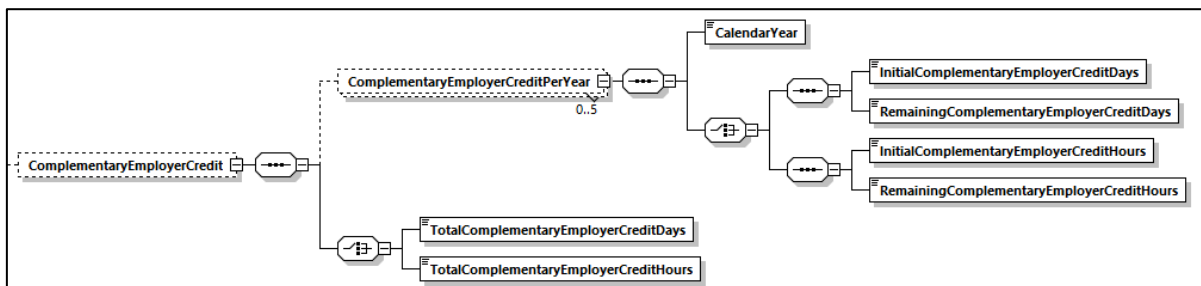 CalendarYear
ComplementaryEmployerCreditPerYear
0..5
InitialComplementaryEmployerCreditDays
RemainingComplementaryEmployerCreditDays
InitialComplementaryEmployerCreditHours
RemainingComplementaryEmployerCreditHours
ComplementaryEmployerCredit
TotalComplementaryEmployerCreditDays
TotalComplementaryEmployerCreditHours